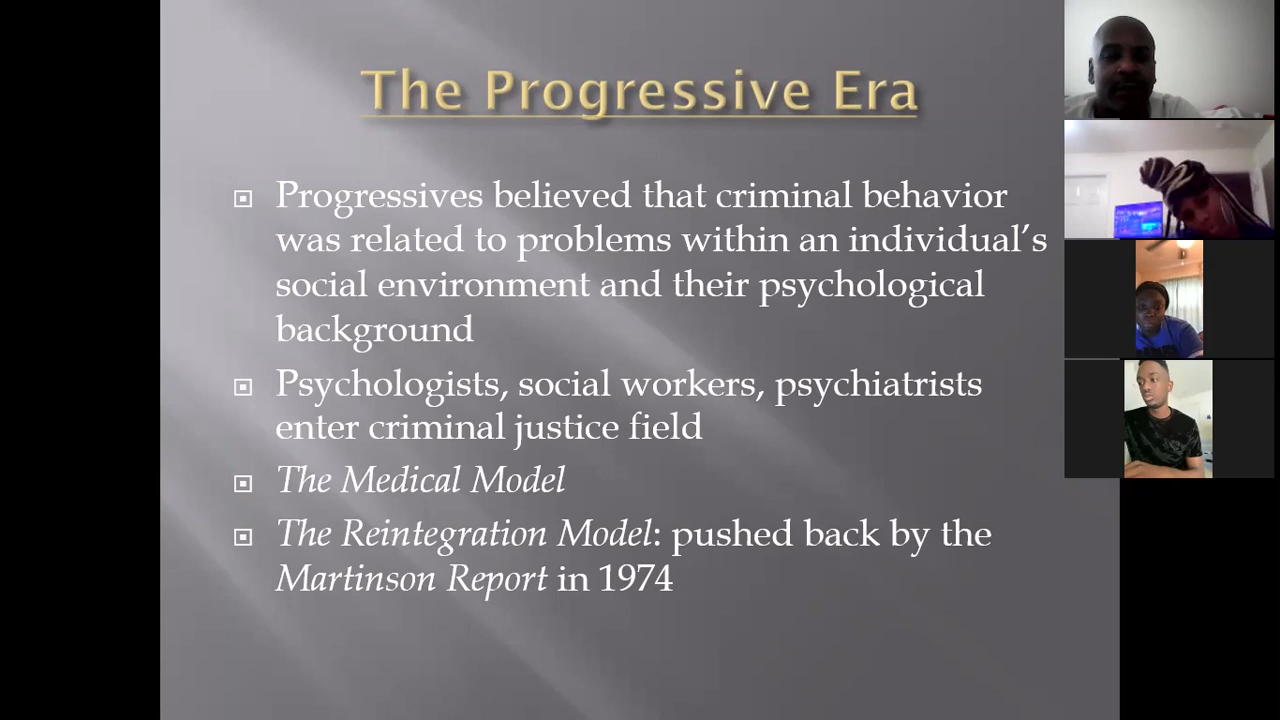 The Progressive Era
Progressives believed that criminal behavior
was related to problems within an individual’s
social environment and their psychological
background
Psychologists, social workers, psychiatrists
enter criminal justice field
The Medical Model
The Reintegration Model: pushed back by the
Martinson Report in 1974